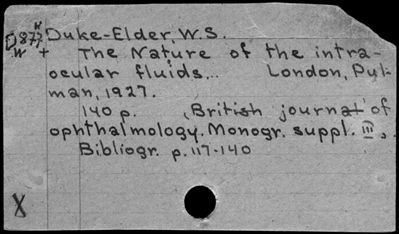 H
D877 Duke-Elder, W.S.
W + The Nature of the intra-
ocular fluids... London, Pul-
man, 1927.
140 p. (British journal of
ophthalmology. Monogr. suppl. III),
Bibliogr. p. 117-140
X